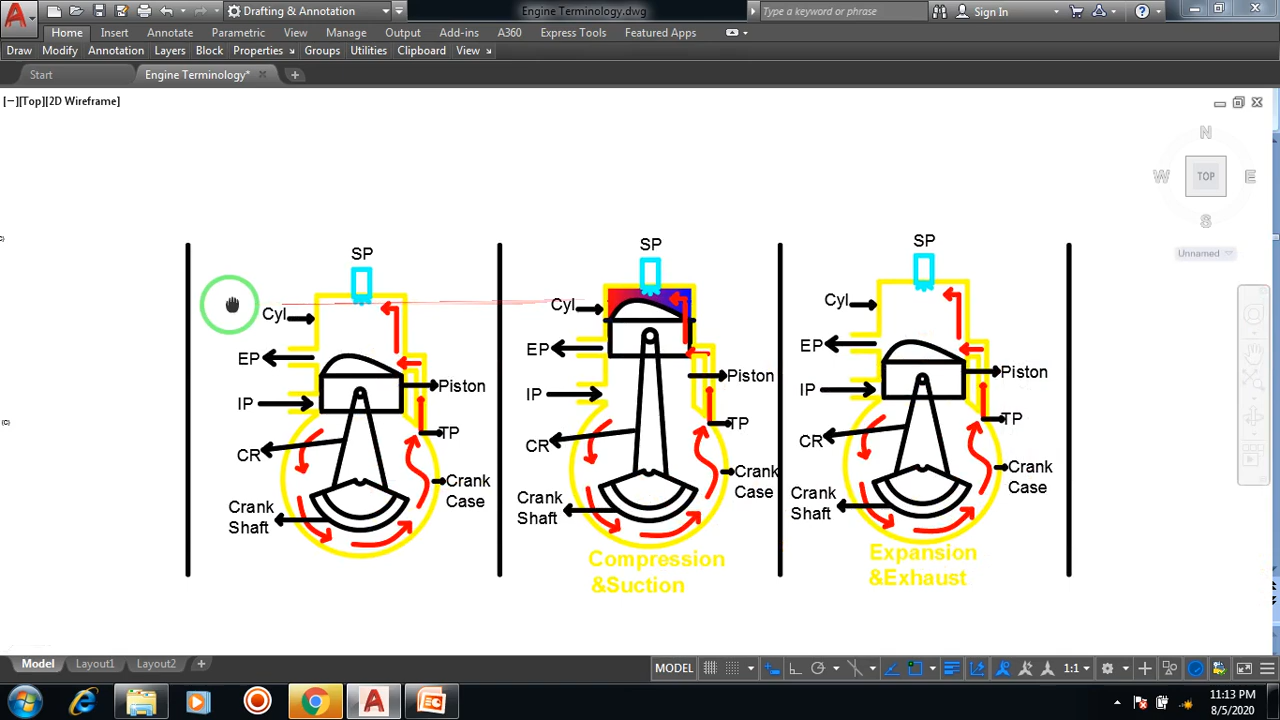 Drafting & Annotation
Engine Terminology.dwg
Type a keyword or phrase
Sign In
Home Insert Annotate Parametric View Manage Output Add-ins A360 Express Tools Featured Apps
Draw Modify Annotation Layers Block Properties Groups Utilities Clipboard View
Start
Engine Terminology*
[−][Top][2D Wireframe]
N
W TOP E
S
Unnamed
SP
Cyl
EP
IP
Piston
TP
CR
Crank
Case
Crank
Shaft
SP
Cyl
EP
IP
Piston
TP
CR
Crank
Case
Crank
Shaft
Compression
&Suction
SP
Cyl
EP
IP
Piston
TP
CR
Crank
Case
Crank
Shaft
Expansion
&Exhaust
Model Layout1 Layout2
MODEL
1:1
11:13 PM
8/5/2020